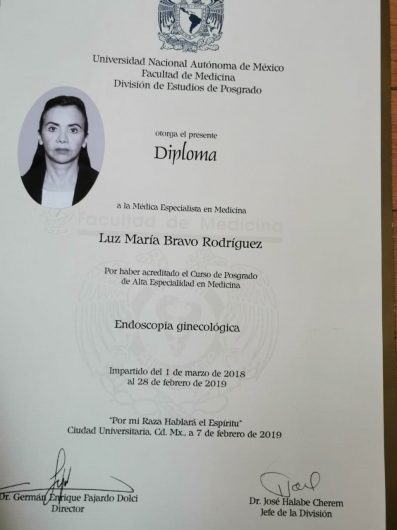 Universidad Nacional Autónoma de México
Facultad de Medicina
División de Estudios de Posgrado
otorga el presente
Diploma
a la Médica Especialista en Medicina
Facultad de Medicina
Luz María Bravo Rodríguez
Por haber acreditado el Curso de Posgrado
de Alta Especialidad en Medicina
Endoscopia ginecológica
Impartido del 1 de marzo de 2018
al 28 de febrero de 2019
"Por mi Raza Hablará el Espíritu"
Ciudad Universitaria, Cd. Mx., a 7 de febrero de 2019
Dr. Germán Enrique Fajardo Dolci
Director
Dr. José Halabe Cherem
Jefe de la División